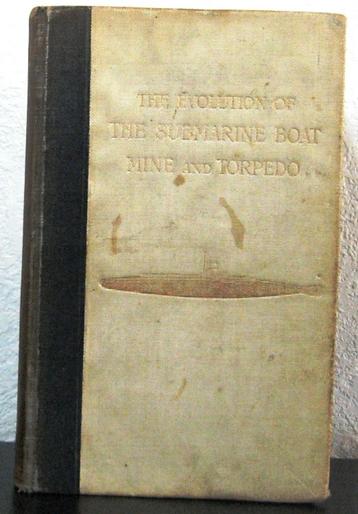 THE EVOLUTION OF
THE SUBMARINE BOAT
MINE AND TORPEDO